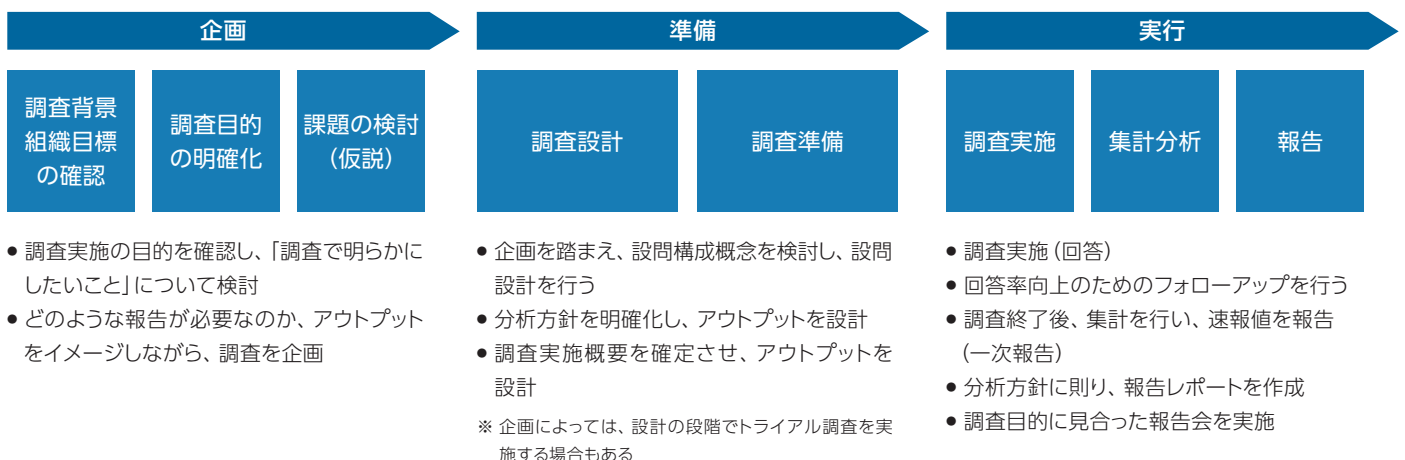 企画
調査背景
組織目標
の確認
調査目的
の明確化
課題の検討
（仮説）
● 調査実施の目的を確認し、「調査で明らかに
したいこと」について検討
● どのような報告が必要なのか、アウトプット
をイメージしながら、調査を企画
準備
調査設計
調査準備
● 企画を踏まえ、設問構成概念を検討し、設問
設計を行う
● 分析方針を明確化し、アウトプットを設計
● 調査実施概要を確定させ、アウトプットを
設計
※ 企画によっては、設計の段階でトライアル調査を実
施する場合もある
実行
調査実施
集計分析
報告
● 調査実施（回答）
● 回答率向上のためのフォローアップを行う
● 調査終了後、集計を行い、速報値を報告
（一次報告）
● 分析方針に則り、報告レポートを作成
● 調査目的に見合った報告会を実施